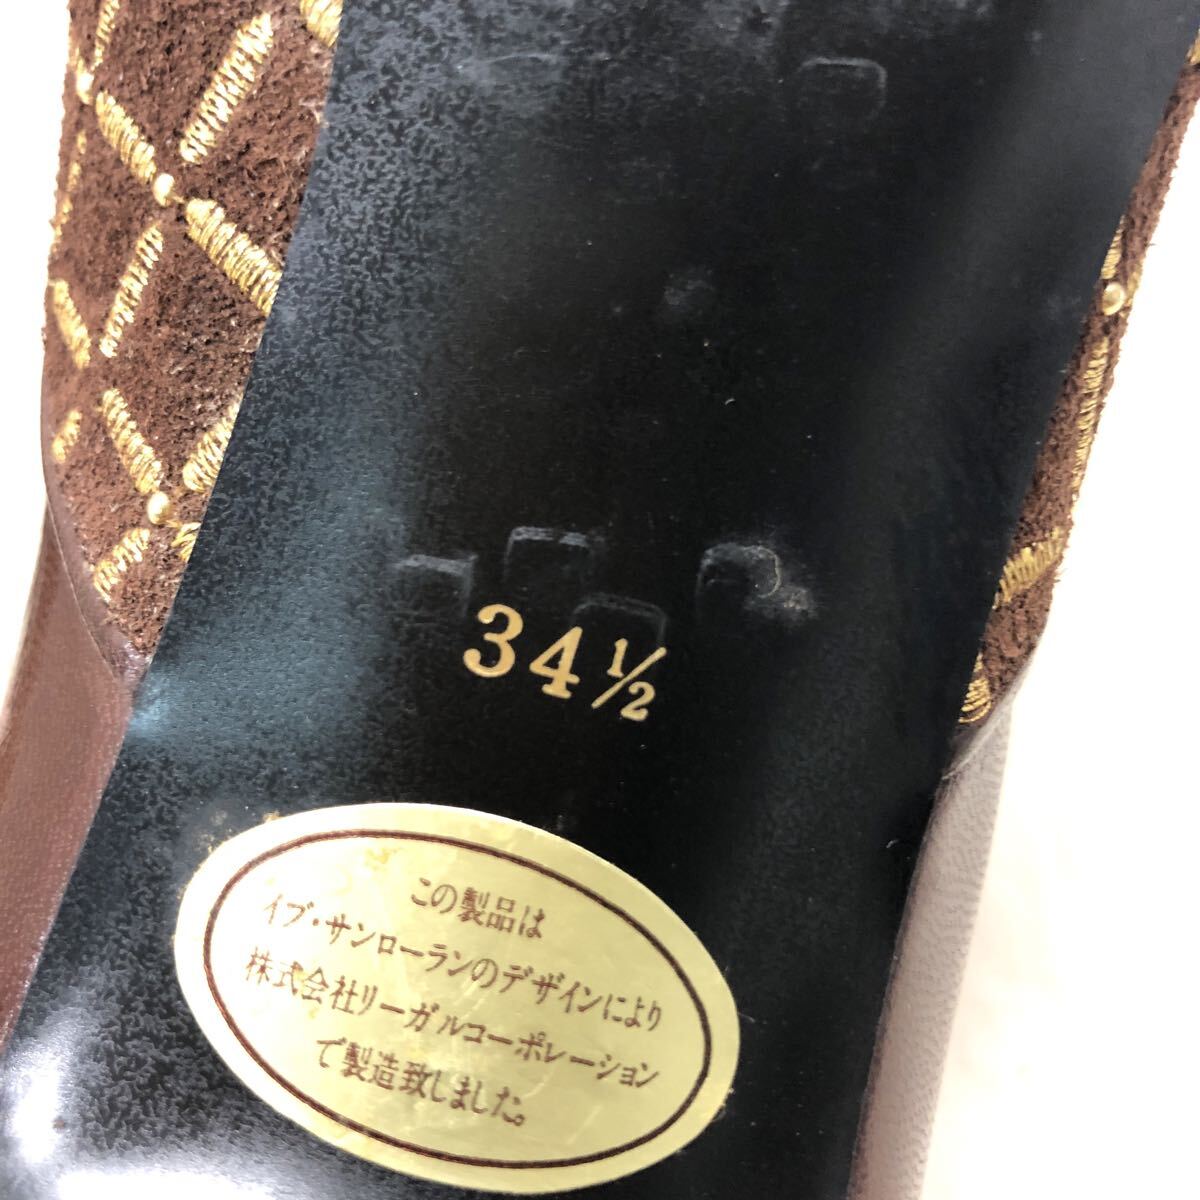 34½
この製品は
イブ・サンローランのデザインにより
株式会社リーガルコーポレーション
で製造致しました。